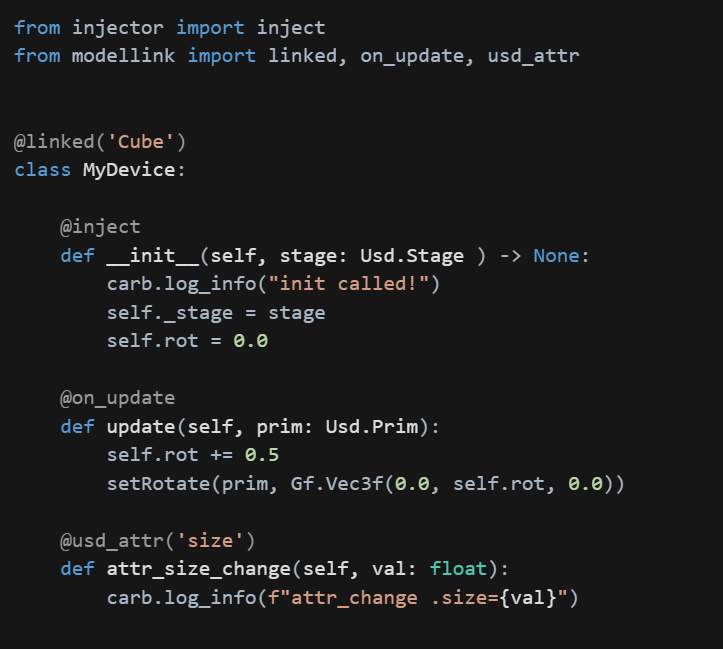 from injector import inject
from modellink import linked, on_update, usd_attr
@linked('Cube')
class MyDevice:
@inject
def __init__(self, stage: Usd.Stage ) -> None:
carb.log_info("init called!")
self._stage = stage
self.rot = 0.0
@on_update
def update(self, prim: Usd.Prim):
self.rot += 0.5
setRotate(prim, Gf.Vec3f(0.0, self.rot, 0.0))
@usd_attr('size')
def attr_size_change(self, val: float):
carb.log_info(f"attr_change .size={val}")